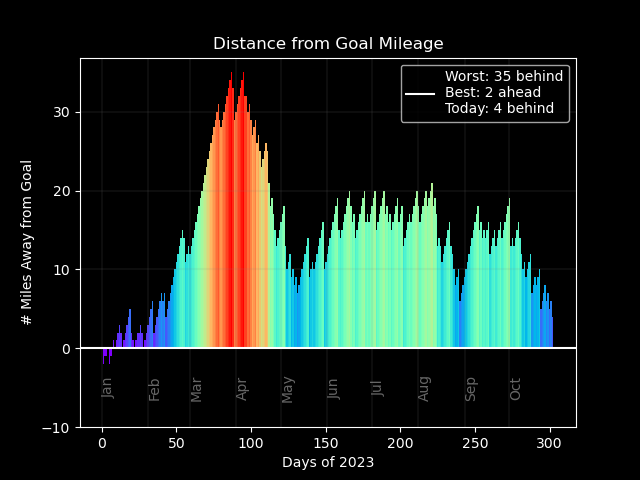 Distance from Goal Mileage
Worst: 35 behind
Best: 2 ahead
Today: 4 behind
# Miles Away from Goal
30
20
10
0
−10
Jan
Feb
Mar
Apr
May
Jun
Jul
Aug
Sep
Oct
0
50
100
150
200
250
300
Days of 2023